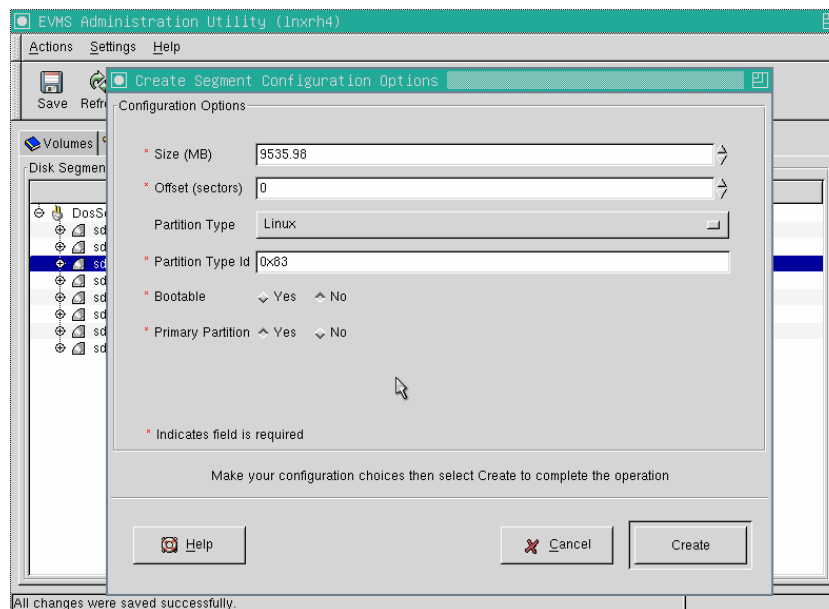 EVMS Administration Utility (lnxrh4)
Actions Settings Help
Save Refr
Create Segment Configuration Options
Configuration Options
Volumes
Disk Segmen
* Size (MB) 9535.98
* Offset (sectors) 0
Partition Type Linux
* Partition Type Id 0x83
* Bootable Yes No
* Primary Partition Yes No
DosS
sd
sd
sd
sd
sd
sd
sd
sd
* Indicates field is required
Make your configuration choices then select Create to complete the operation
Help Cancel Create
All changes were saved successfully.